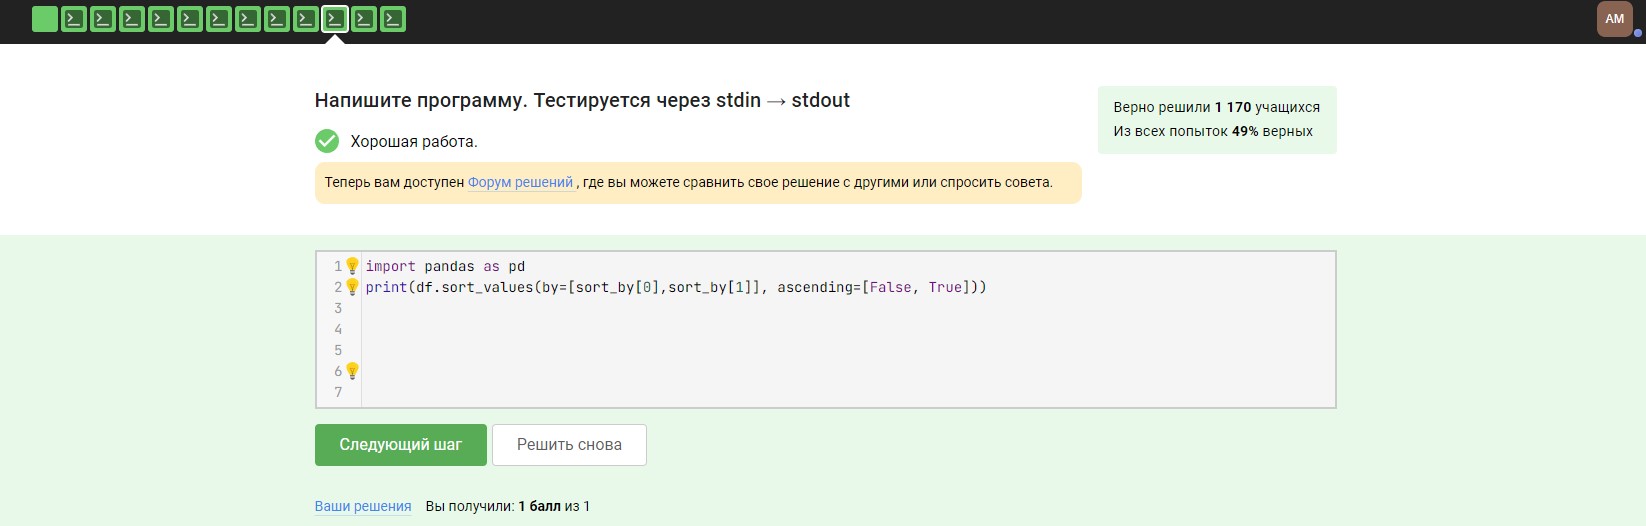 AM
Напишите программу. Тестируется через stdin → stdout
Верно решили 1 170 учащихся
Из всех попыток 49% верных
Хорошая работа.
Теперь вам доступен Форум решений , где вы можете сравнить свое решение с другими или спросить совета.
1 import pandas as pd
2 print(df.sort_values(by=[sort_by[0],sort_by[1]], ascending=[False, True]))
3
4
5
6
7
Следующий шаг
Решить снова
Ваши решения Вы получили: 1 балл из 1